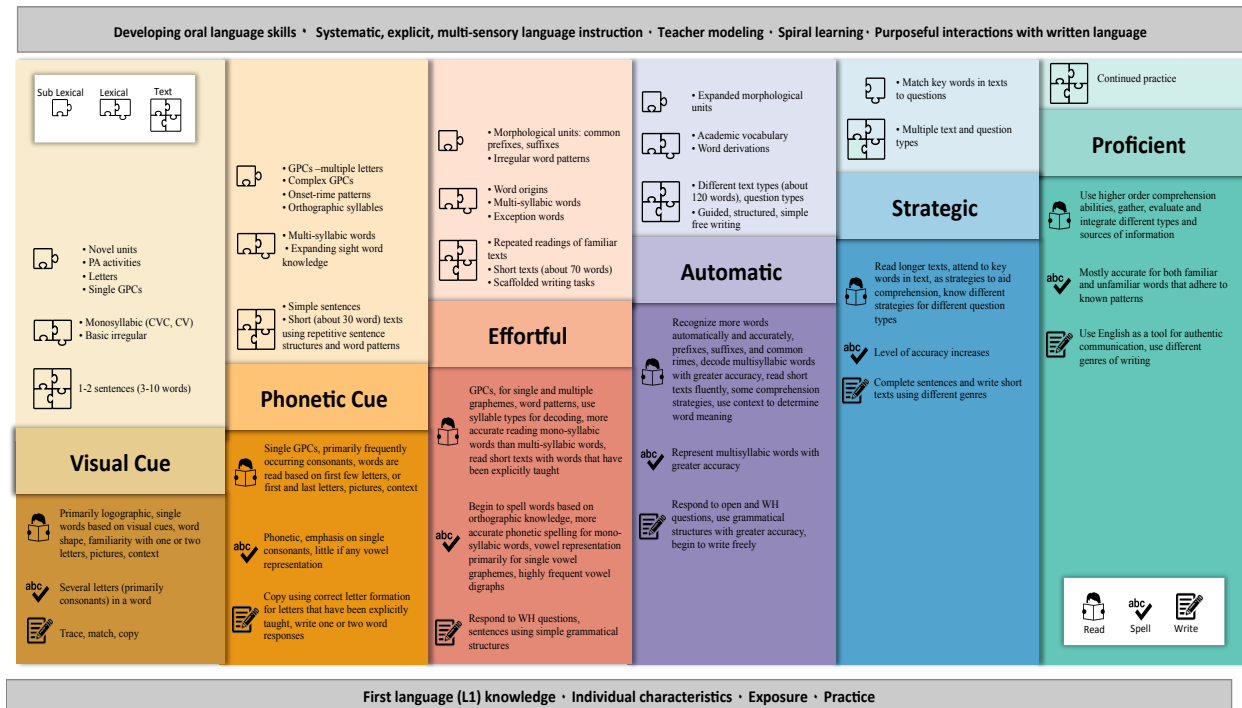 Developing oral language skills · Systematic, explicit, multi-sensory language instruction · Teacher modeling · Spiral learning · Purposeful interactions with written language
Sub Lexical
Lexical
Text
• Novel units
• PA activities
• Letters
• Single GPCs
• Monosyllabic (CVC, CV)
• Basic irregular
1-2 sentences (3-10 words)
Visual Cue
Primarily logographic, single
words based on visual cues, word
shape, familiarity with one or two
letters, pictures, context
abc
Several letters (primarily
consonants) in a word
Trace, match, copy
• GPCs –multiple letters
• Complex GPCs
• Onset-rime patterns
• Orthographic syllables
• Multi-syllabic words
• Expanding sight word
knowledge
• Simple sentences
• Short (about 30 word) texts
using repetitive sentence
structures and word patterns
Phonetic Cue
Single GPCs, primarily frequently
occurring consonants, words are
read based on first few letters, or
first and last letters, pictures, context
abc
Phonetic, emphasis on single
consonants, little if any vowel
representation
Copy using correct letter formation
for letters that have been explicitly
taught, write one or two word
responses
• Morphological units: common
prefixes, suffixes
• Irregular word patterns
• Word origins
• Multi-syllabic words
• Exception words
• Repeated readings of familiar
texts
• Short texts (about 70 words)
• Scaffolded writing tasks
Effortful
GPCs, for single and multiple
graphemes, word patterns, use
syllable types for decoding, more
accurate reading mono-syllabic
words than multi-syllabic words,
read short texts with words that have
been explicitly taught
abc
Begin to spell words based on
orthographic knowledge, more
accurate phonetic spelling for mono-
syllabic words, vowel representation
primarily for single vowel
graphemes, highly frequent vowel
digraphs
Respond to WH questions,
sentences using simple grammatical
structures
• Expanded morphological
units
• Academic vocabulary
• Word derivations
• Different text types (about
120 words), question types
• Guided, structured, simple
free writing
Automatic
Recognize more words
automatically and accurately,
prefixes, suffixes, and common
rimes, decode multisyllabic words
with greater accuracy, read short
texts fluently, some comprehension
strategies, use context to determine
word meaning
abc
Represent multisyllabic words with
greater accuracy
Respond to open and WH
questions, use grammatical
structures with greater accuracy,
begin to write freely
• Match key words in texts
to questions
• Multiple text and question
types
Strategic
Read longer texts, attend to key
words in text, as strategies to aid
comprehension, know different
strategies for different question
types
abc
Level of accuracy increases
Complete sentences and write short
texts using different genres
Continued practice
Proficient
Use higher order comprehension
abilities, gather, evaluate and
integrate different types and
sources of information
abc
Mostly accurate for both familiar
and unfamiliar words that adhere to
known patterns
Use English as a tool for authentic
communication, use different
genres of writing
abc
Read
Spell
Write
First language (L1) knowledge · Individual characteristics · Exposure · Practice